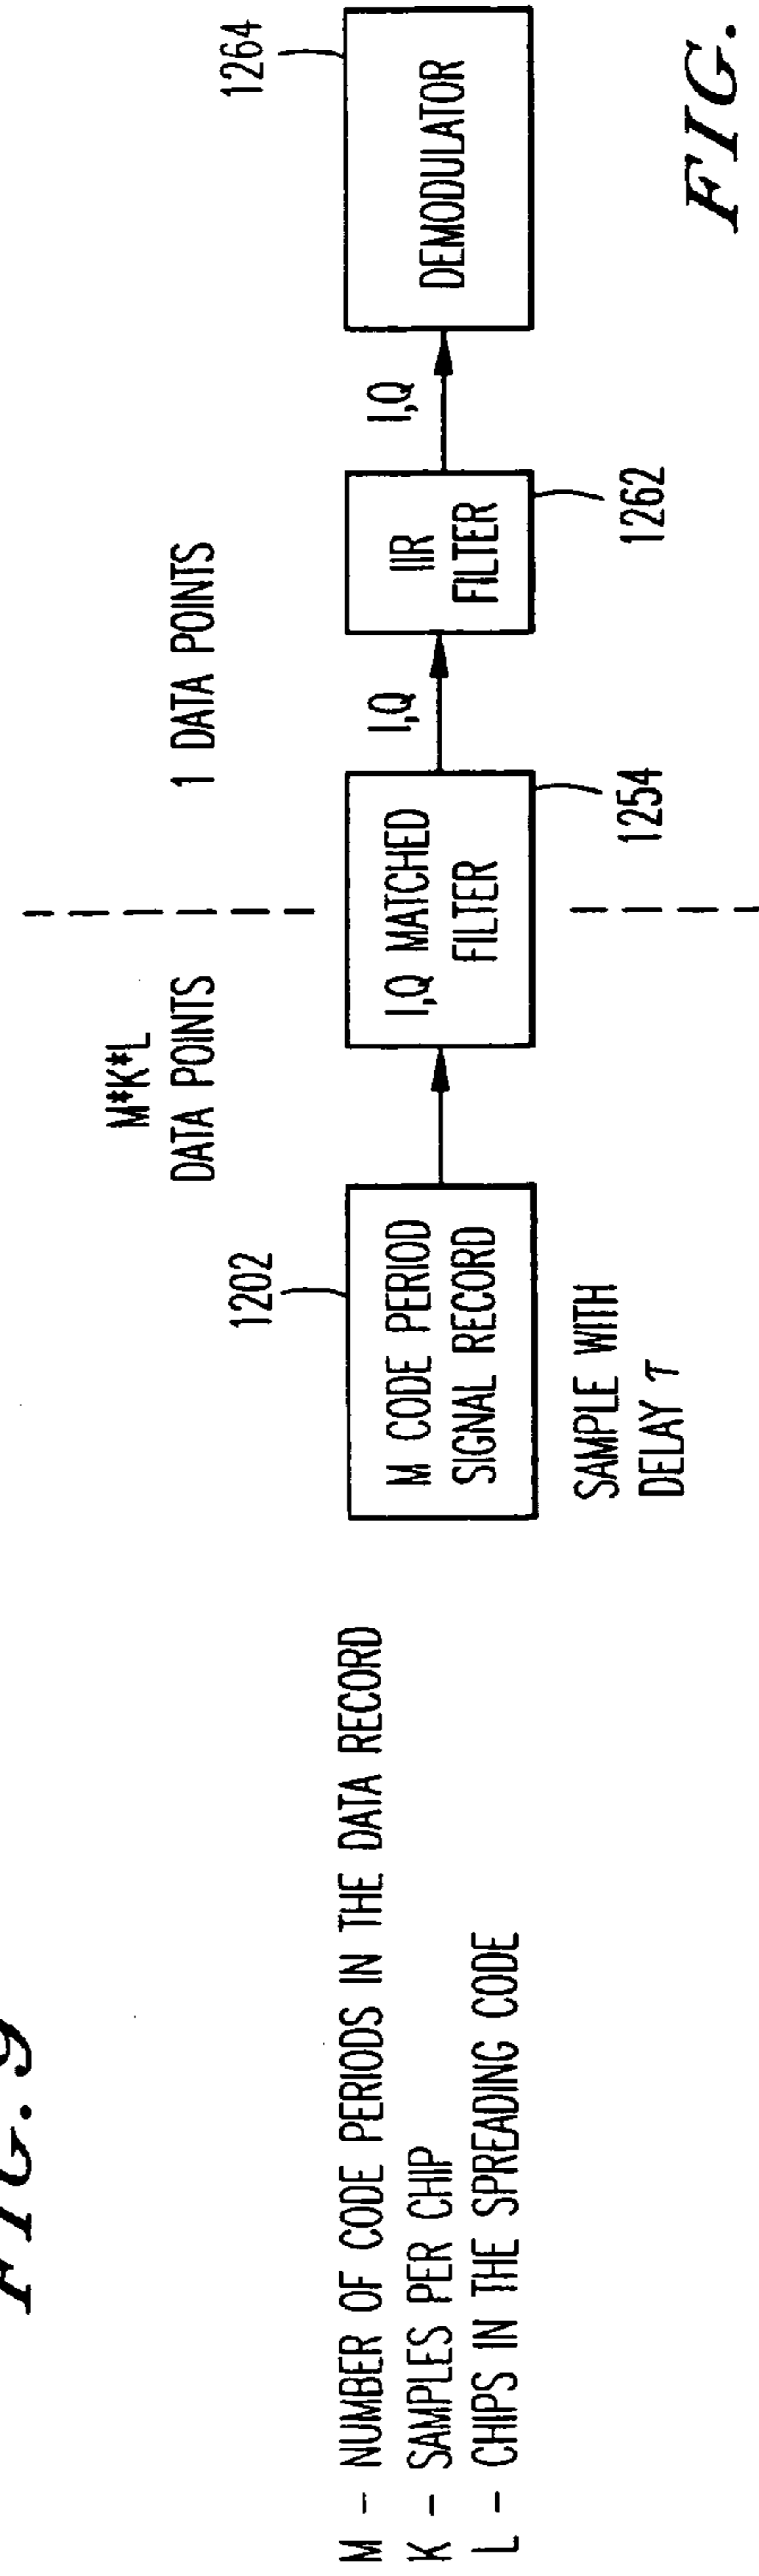 FIG. 9
M - NUMBER OF CODE PERIODS IN THE DATA RECORD
K - SAMPLES PER CHIP
L - CHIPS IN THE SPREADING CODE
M*K*L
DATA POINTS
1 DATA POINTS
1202
M CODE PERIOD
SIGNAL RECORD
SAMPLE WITH
DELAY τ
I,Q MATCHED
FILTER
1254
I,Q
IIR
FILTER
1262
I,Q
DEMODULATOR
1264
FIG.